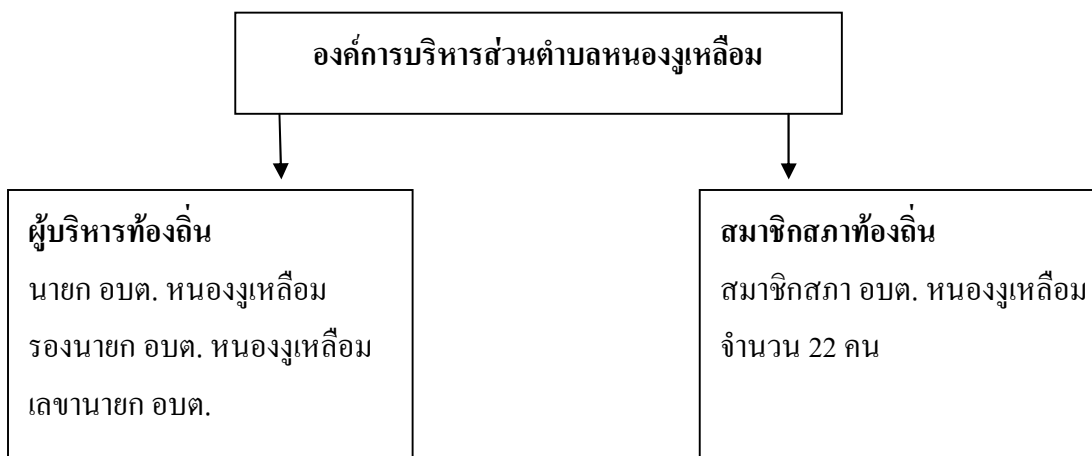 องค์การบริหารส่วนตำบลหนองงูเหลือม
ผู้บริหารท้องถิ่น
นายก อบต. หนองงูเหลือม
รองนายก อบต. หนองงูเหลือม
เลขานายก อบต.
สมาชิกสภาท้องถิ่น
สมาชิกสภา อบต. หนองงูเหลือม
จำนวน 22 คน